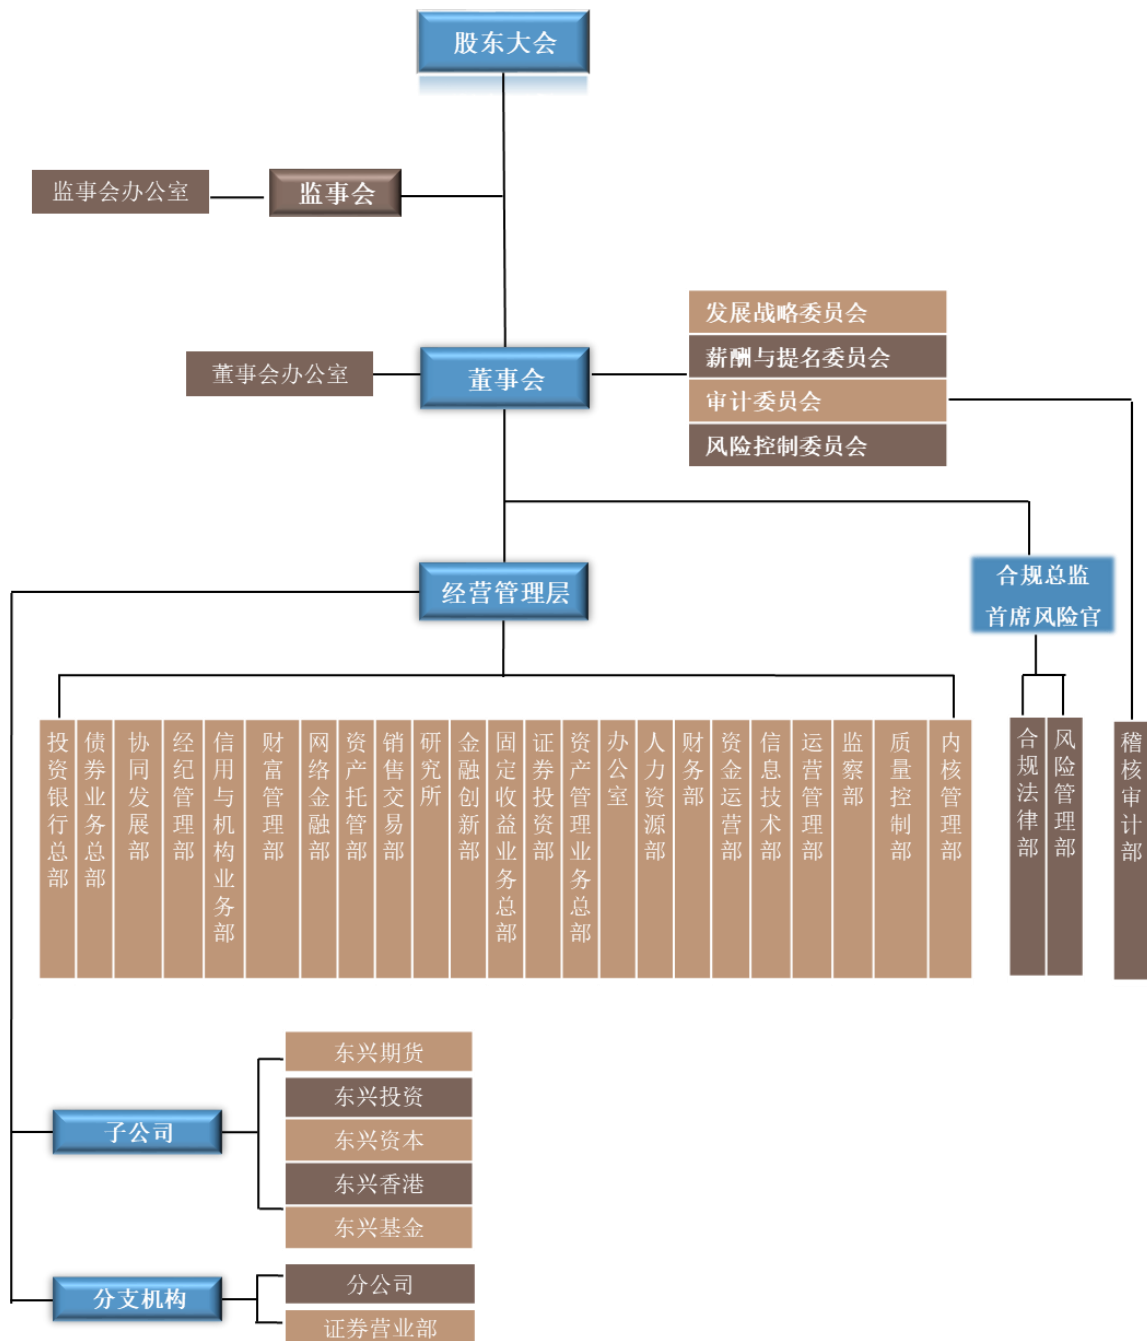 股东大会
监事会办公室
监事会
发展战略委员会
薪酬与提名委员会
审计委员会
风险控制委员会
董事会办公室
董事会
经营管理层
合规总监
首席风险官
投资银行总部
债券业务总部
协同发展部
经纪管理部
信用与机构业务部
财富管理部
网络金融部
资产托管部
销售交易部
研究所
金融创新部
固定收益业务总部
证券投资部
资产管理业务总部
办公室
人力资源部
财务部
资金运营部
信息技术部
运营管理部
监察部
质量控制部
内核管理部
合规法律部
风险管理部
稽核审计部
子公司
东兴期货
东兴投资
东兴资本
东兴香港
东兴基金
分支机构
分公司
证券营业部